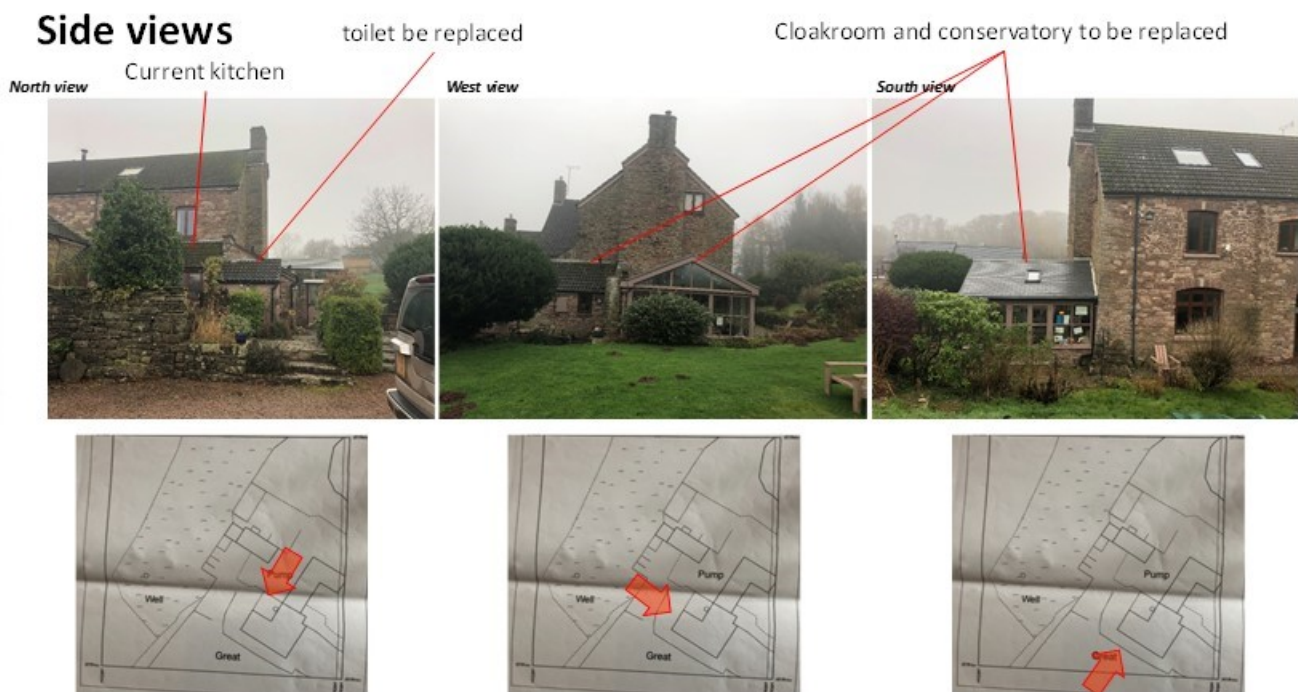 Side views
toilet be replaced
Cloakroom and conservatory to be replaced
Current kitchen
North view
West view
South view
Pump
Well
Great
Pump
Well
Great
Pump
Well
Great